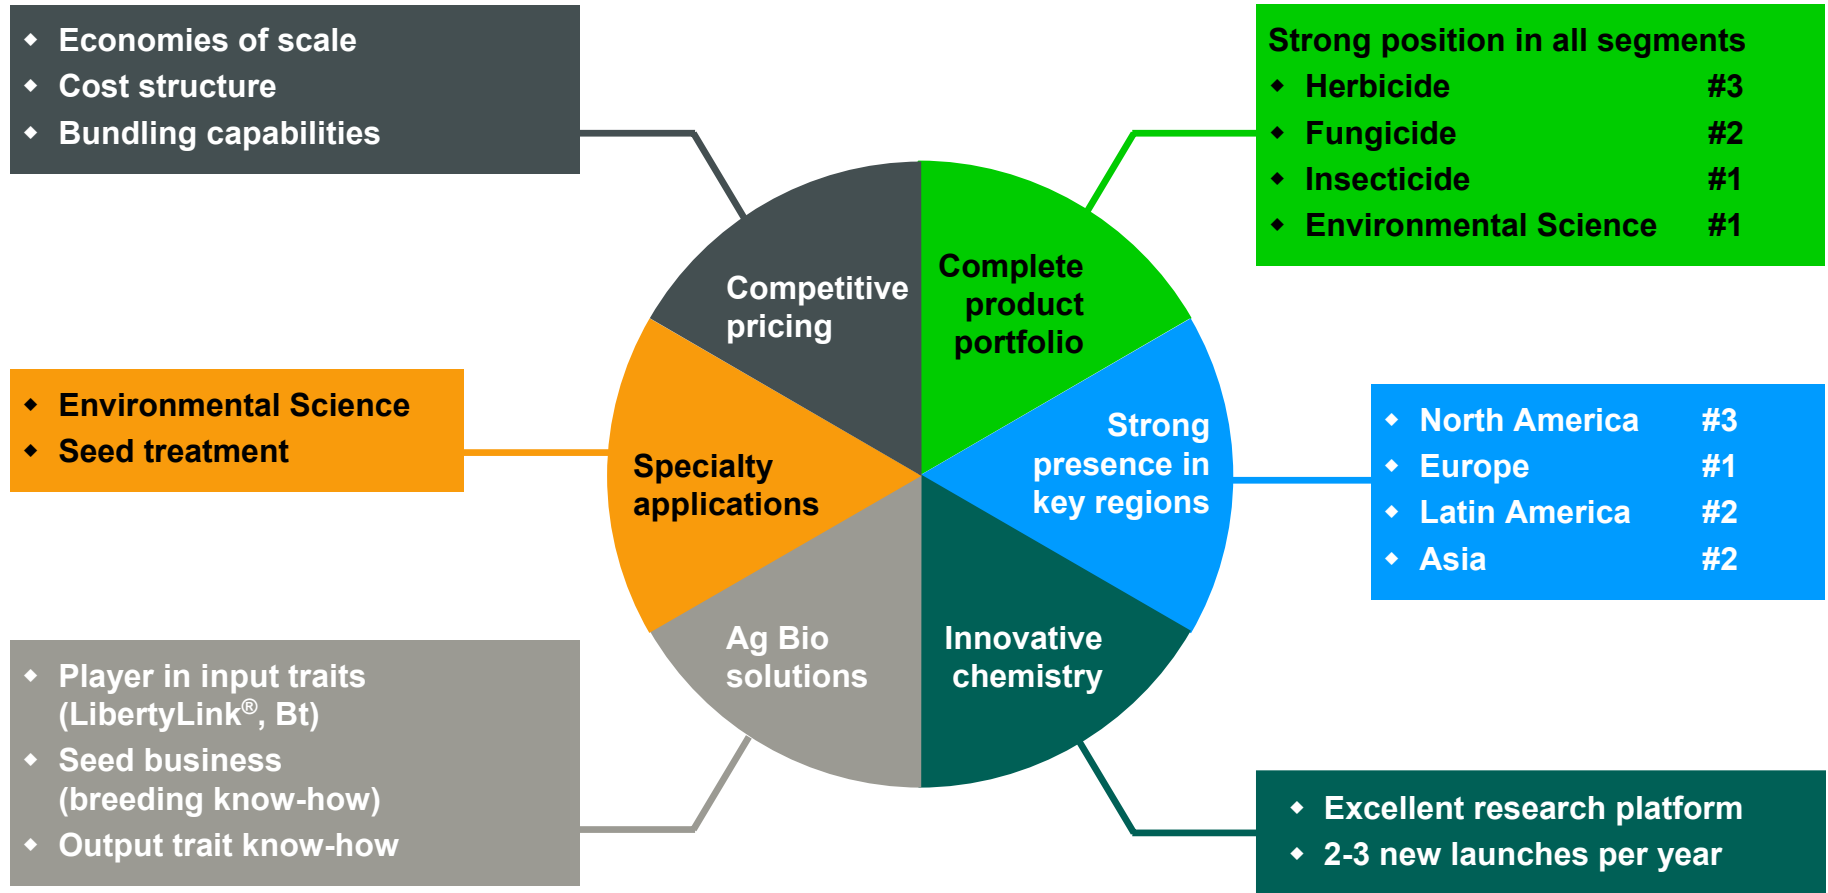 Economies of scale
Cost structure
Bundling capabilities
Strong position in all segments
Herbicide #3
Fungicide #2
Insecticide #1
Environmental Science #1
Competitive
pricing
Complete
product
portfolio
Environmental Science
Seed treatment
Specialty
applications
Strong
presence in
key regions
North America #3
Europe #1
Latin America #2
Asia #2
Ag Bio
solutions
Innovative
chemistry
Player in input traits
(LibertyLink®, Bt)
Seed business
(breeding know-how)
Output trait know-how
Excellent research platform
2-3 new launches per year